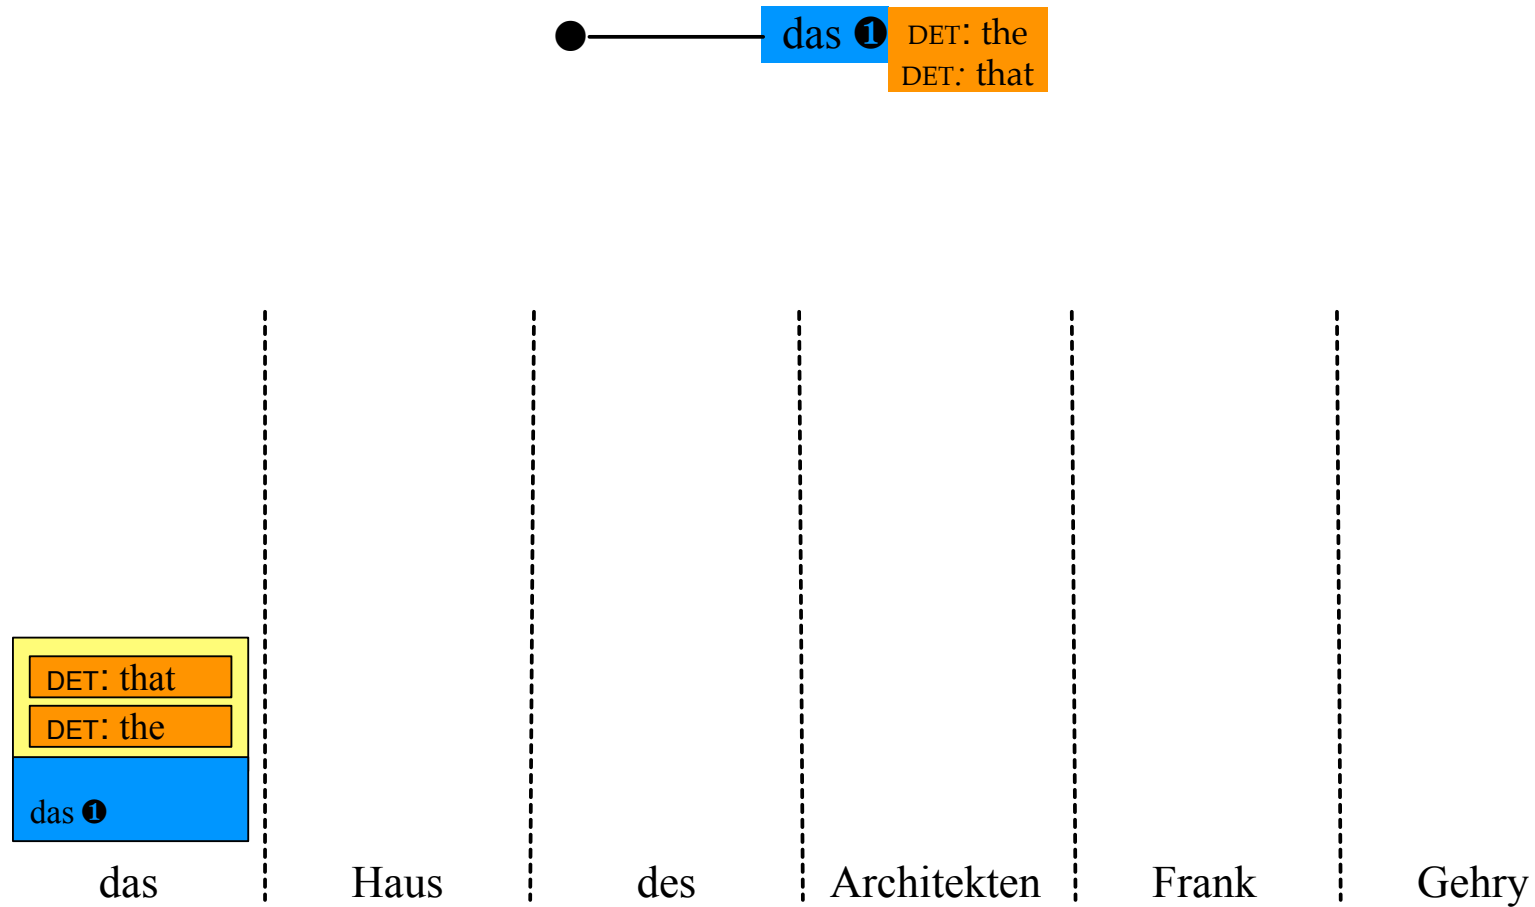 das ❶ DET: the
DET: that
DET: that
DET: the
das ❶
das Haus des Architekten Frank Gehry